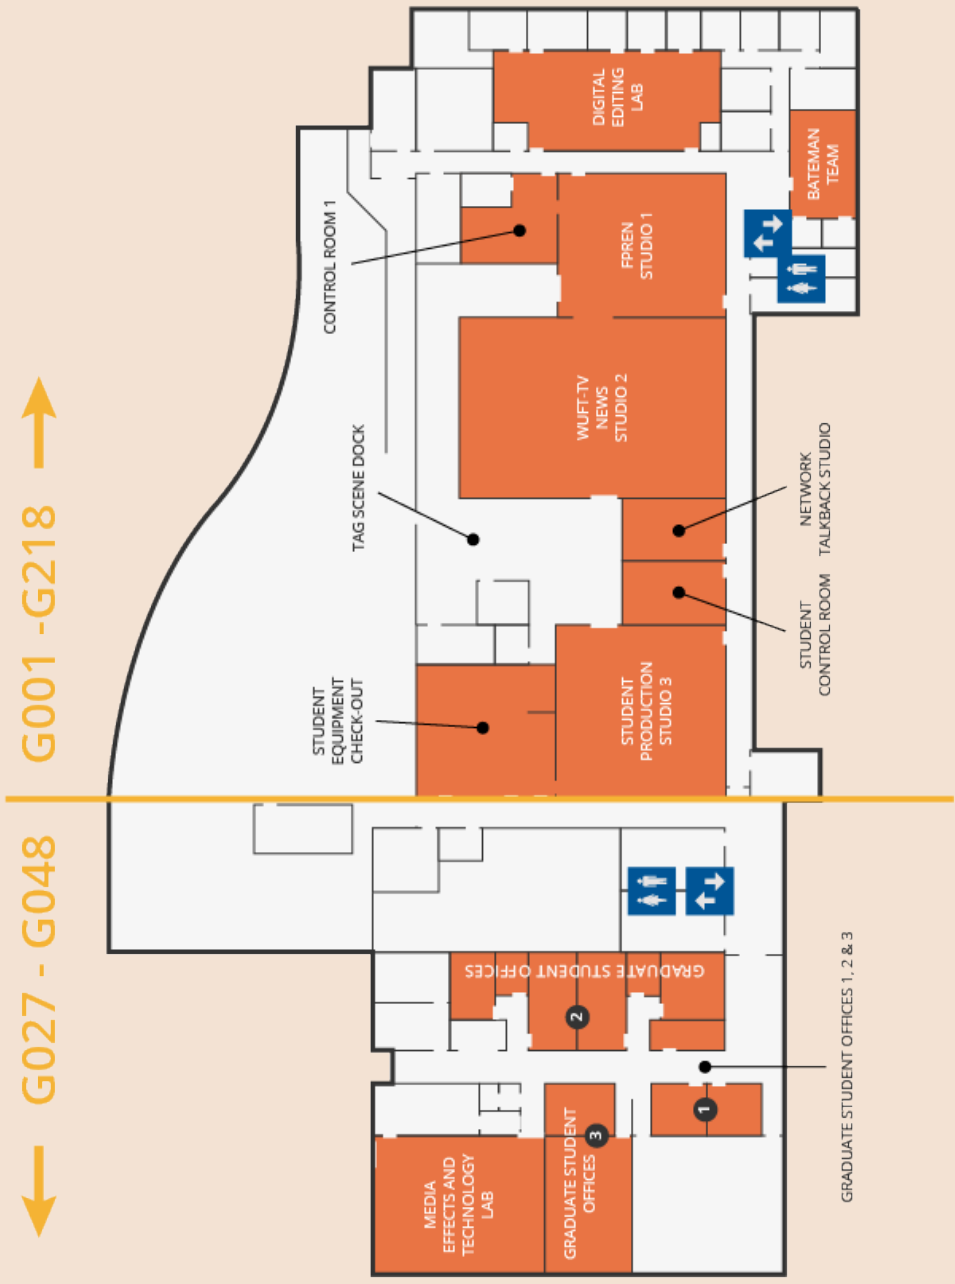 G027 - G048
G001 -G218
MEDIA
EFFECTS AND
TECHNOLOGY
LAB
GRADUATE STUDENT
OFFICES
3
1
GRADUATE STUDENT OFFICES
2
GRADUATE STUDENT OFFICES 1, 2 & 3
STUDENT
EQUIPMENT
CHECK-OUT
STUDENT
PRODUCTION
STUDIO 3
STUDENT
CONTROL ROOM
NETWORK
TALKBACK STUDIO
TAG SCENE DOCK
WUFT-TV
NEWS
STUDIO 2
CONTROL ROOM 1
FPREN
STUDIO 1
DIGITAL
EDITING
LAB
BATEMAN
TEAM